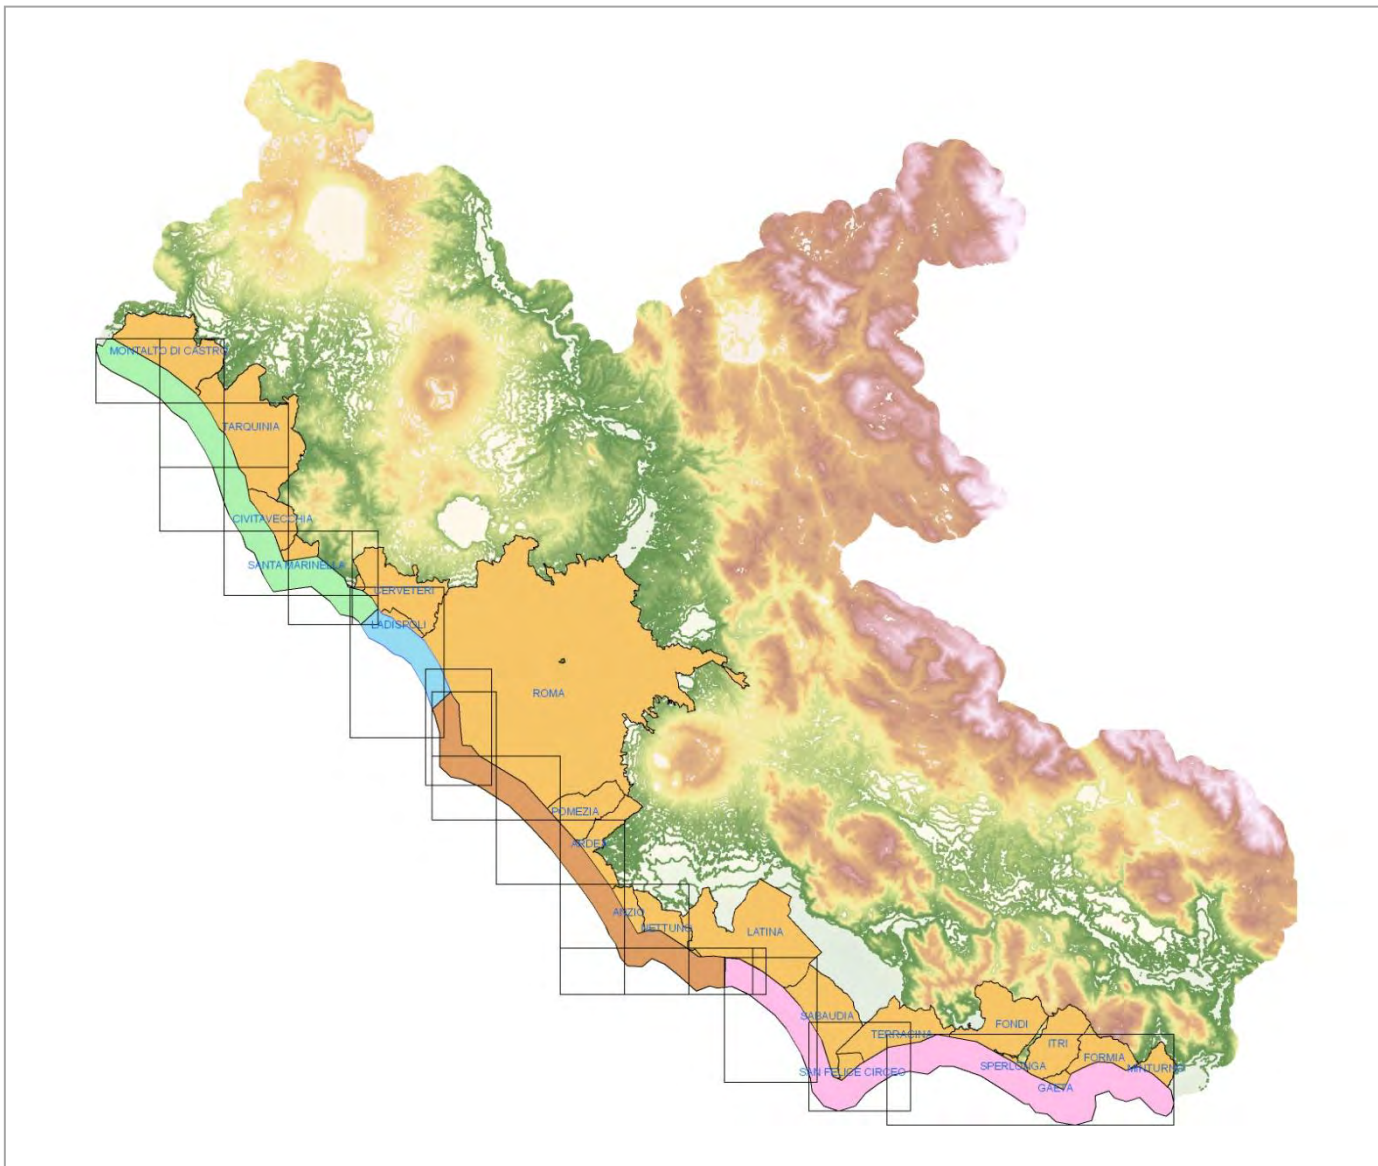 MONTALTO DI CASTRO
TARQUINIA
CIVITAVECCHIA
SANTA MARINELLA
CERVETERI
LADISPOLI
ROMA
POMEZIA
ARDEA
ANZIO
NETTUNO
LATINA
SABAUDIA
TERRACINA
FONDI
ITRI
FORMIA
SPERLONGA
MINTURNO
SAN FELICE CIRCEO
GAETA